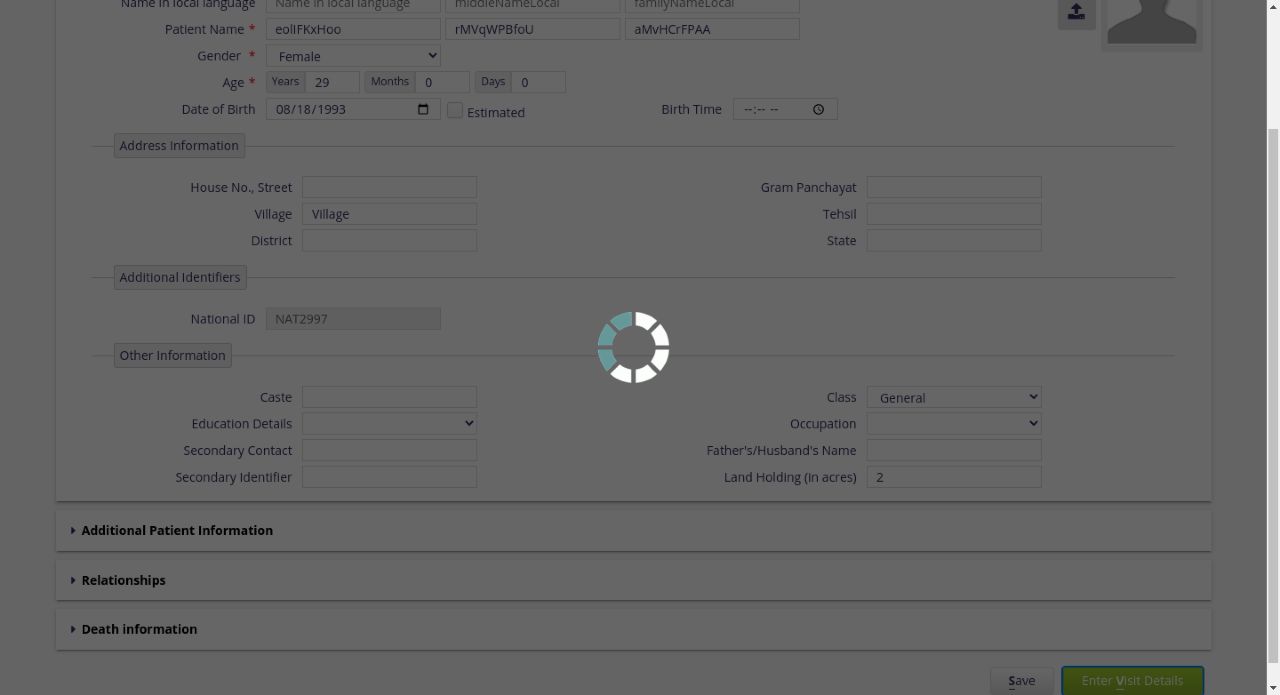 Name in local language Name in local language middleNameLocal familyNameLocal
Patient Name * eolIFKxHoo rMVqWPBfoU aMvHCrFPAA
Gender * Female
Age * Years 29 Months 0 Days 0
Date of Birth 08/18/1993 Estimated Birth Time --:-- --
Address Information
House No., Street Gram Panchayat
Village Village Tehsil
District State
Additional Identifiers
National ID NAT2997
Other Information
Caste Class General
Education Details Occupation
Secondary Contact Father's/Husband's Name
Secondary Identifier Land Holding (in acres) 2
Additional Patient Information
Relationships
Death information
Save Enter Visit Details